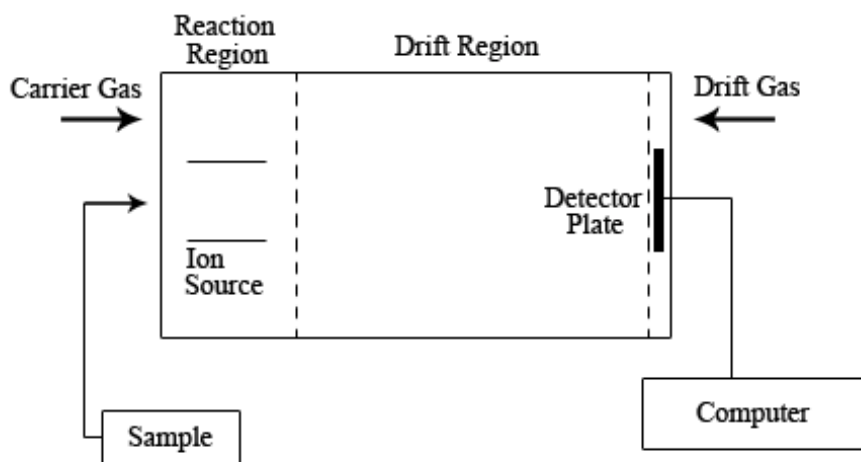 Reaction
Region
Drift Region
Carrier Gas
Drift Gas
Detector
Plate
Ion
Source
Computer
Sample